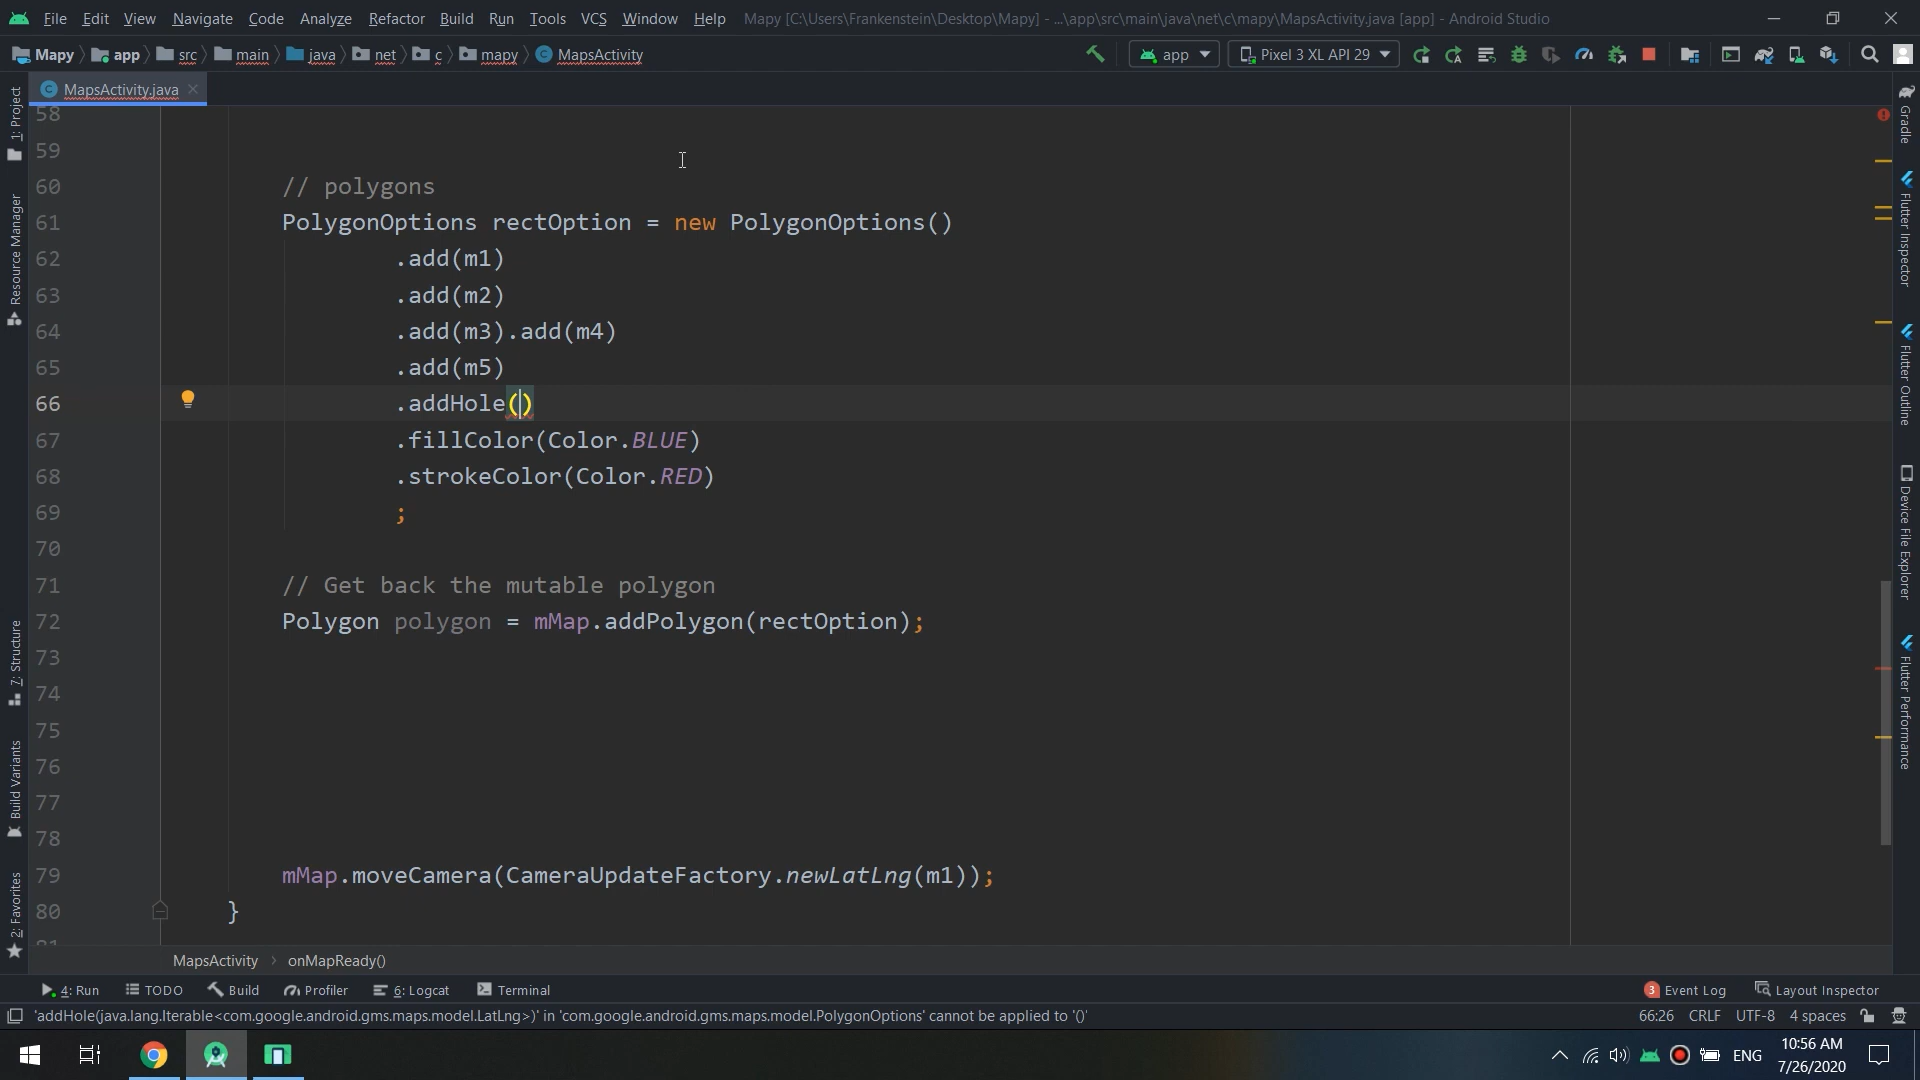 File Edit View Navigate Code Analyze Refactor Build Run Tools VCS Window Help Mapy [C:\Users\Frankenstein\Desktop\Mapy] - ...\app\src\main\java\net\c\mapy\MapsActivity.java [app] - Android Studio
Mapy app src main java net c mapy MapsActivity app Pixel 3 XL API 29
MapsActivity.java
58
59
60 // polygons
61 PolygonOptions rectOption = new PolygonOptions()
62 .add(m1)
63 .add(m2)
64 .add(m3).add(m4)
65 .add(m5)
66 .addHole()
67 .fillColor(Color.BLUE)
68 .strokeColor(Color.RED)
69 ;
70
71 // Get back the mutable polygon
72 Polygon polygon = mMap.addPolygon(rectOption);
73
74
75
76
77
78
79 mMap.moveCamera(CameraUpdateFactory.newLatLng(m1));
80 }
81
1: Project
Resource Manager
7: Structure
Build Variants
2: Favorites
Gradle
Flutter Inspector
Flutter Outline
Device File Explorer
Flutter Performance
MapsActivity onMapReady()
4: Run TODO Build Profiler 6: Logcat Terminal 3 Event Log Layout Inspector
'addHole(java.lang.Iterable<com.google.android.gms.maps.model.LatLng>)' in 'com.google.android.gms.maps.model.PolygonOptions' cannot be applied to '()' 66:26 CRLF UTF-8 4 spaces
ENG 10:56 AM
7/26/2020